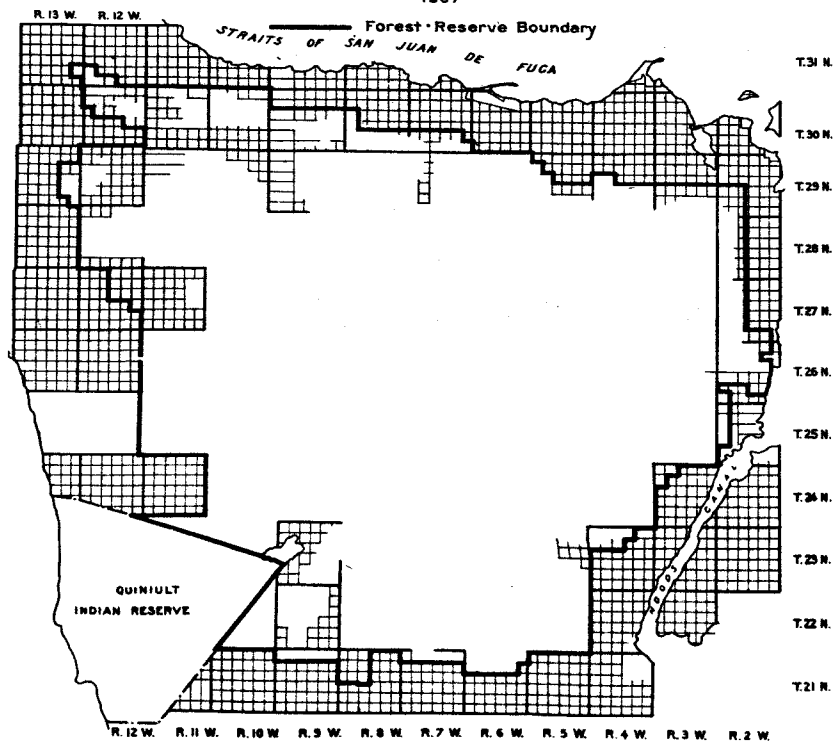 Forest·Reserve Boundary
R. 13 W. R. 12 W.
STRAITS OF SAN JUAN DE FUCA
T. 31 N.
T. 30 N.
T. 29 N.
T. 28 N.
T. 27 N.
T. 26 N.
T. 25 N.
T. 24 N.
T. 23 N.
T. 22 N.
T. 21 N.
HOODS CANAL
QUINIULT
INDIAN RESERVE
R. 12 W. R. 11 W. R. 10 W. R. 9 W. R. 8 W. R. 7 W. R. 6 W. R. 5 W. R. 4 W. R. 3 W. R. 2 W.